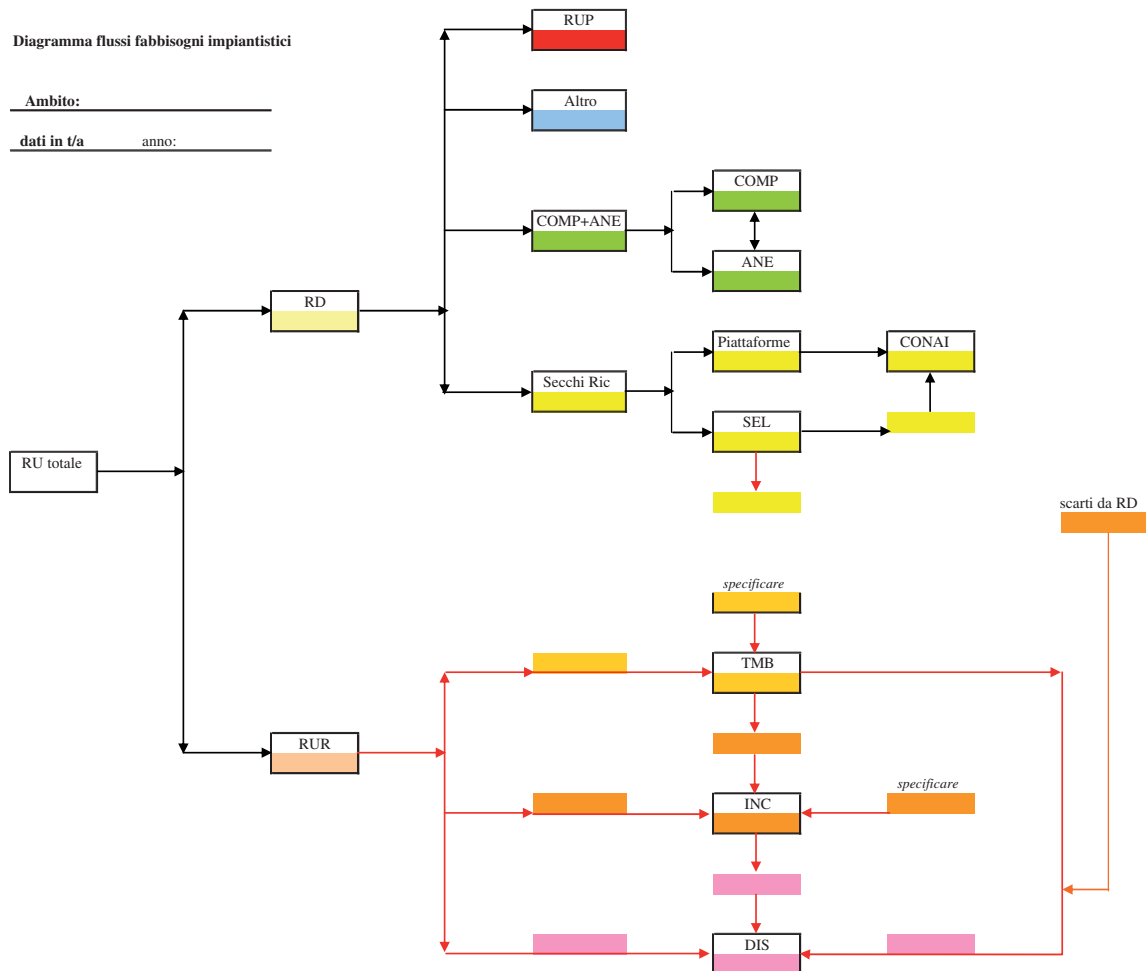 Diagramma flussi fabbisogni impiantistici
Ambito:
dati in t/a anno:
RUP
Altro
COMP+ANE
COMP
ANE
RD
Piattaforme
CONAI
Secchi Ric
SEL
RU totale
scarti da RD
specificare
TMB
RUR
specificare
INC
DIS